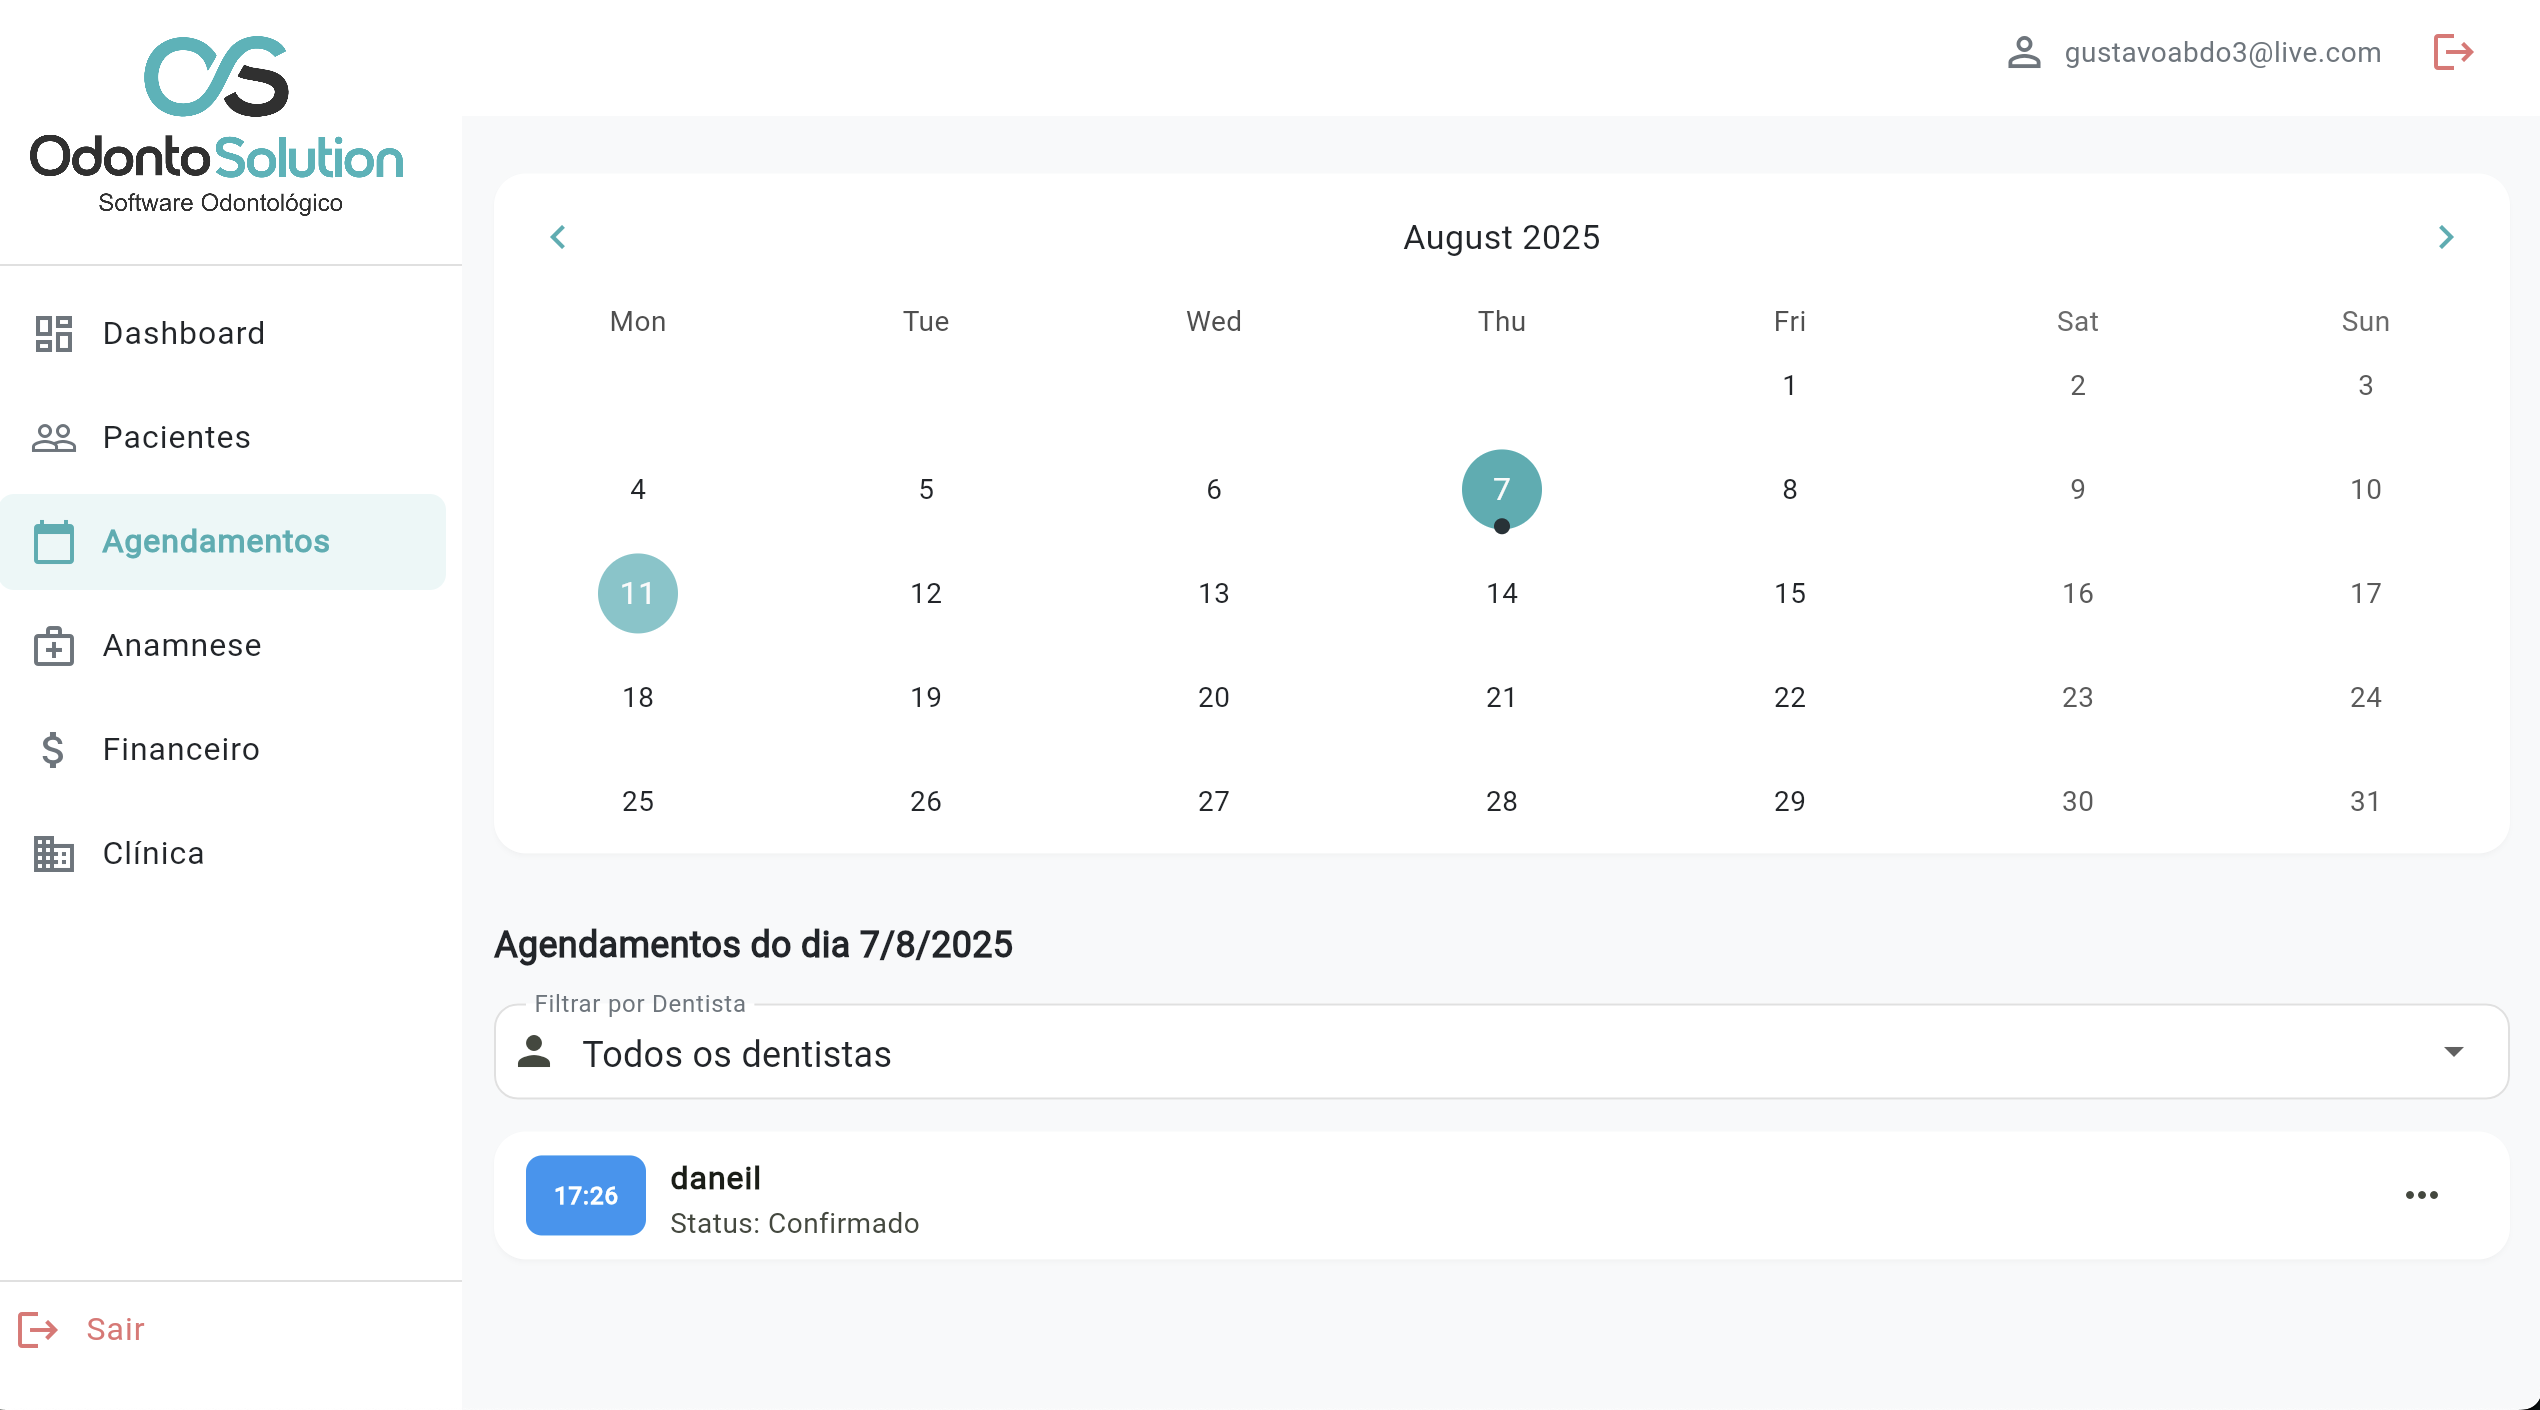 OdontoSolution
Software Odontológico
Dashboard
Pacientes
Agendamentos
Anamnese
Financeiro
Clínica
Sair
gustavoabdo3@live.com
August 2025
Mon Tue Wed Thu Fri Sat Sun
1 2 3
4 5 6 7 8 9 10
11 12 13 14 15 16 17
18 19 20 21 22 23 24
25 26 27 28 29 30 31
Agendamentos do dia 7/8/2025
Filtrar por Dentista
Todos os dentistas
17:26
daneil
Status: Confirmado